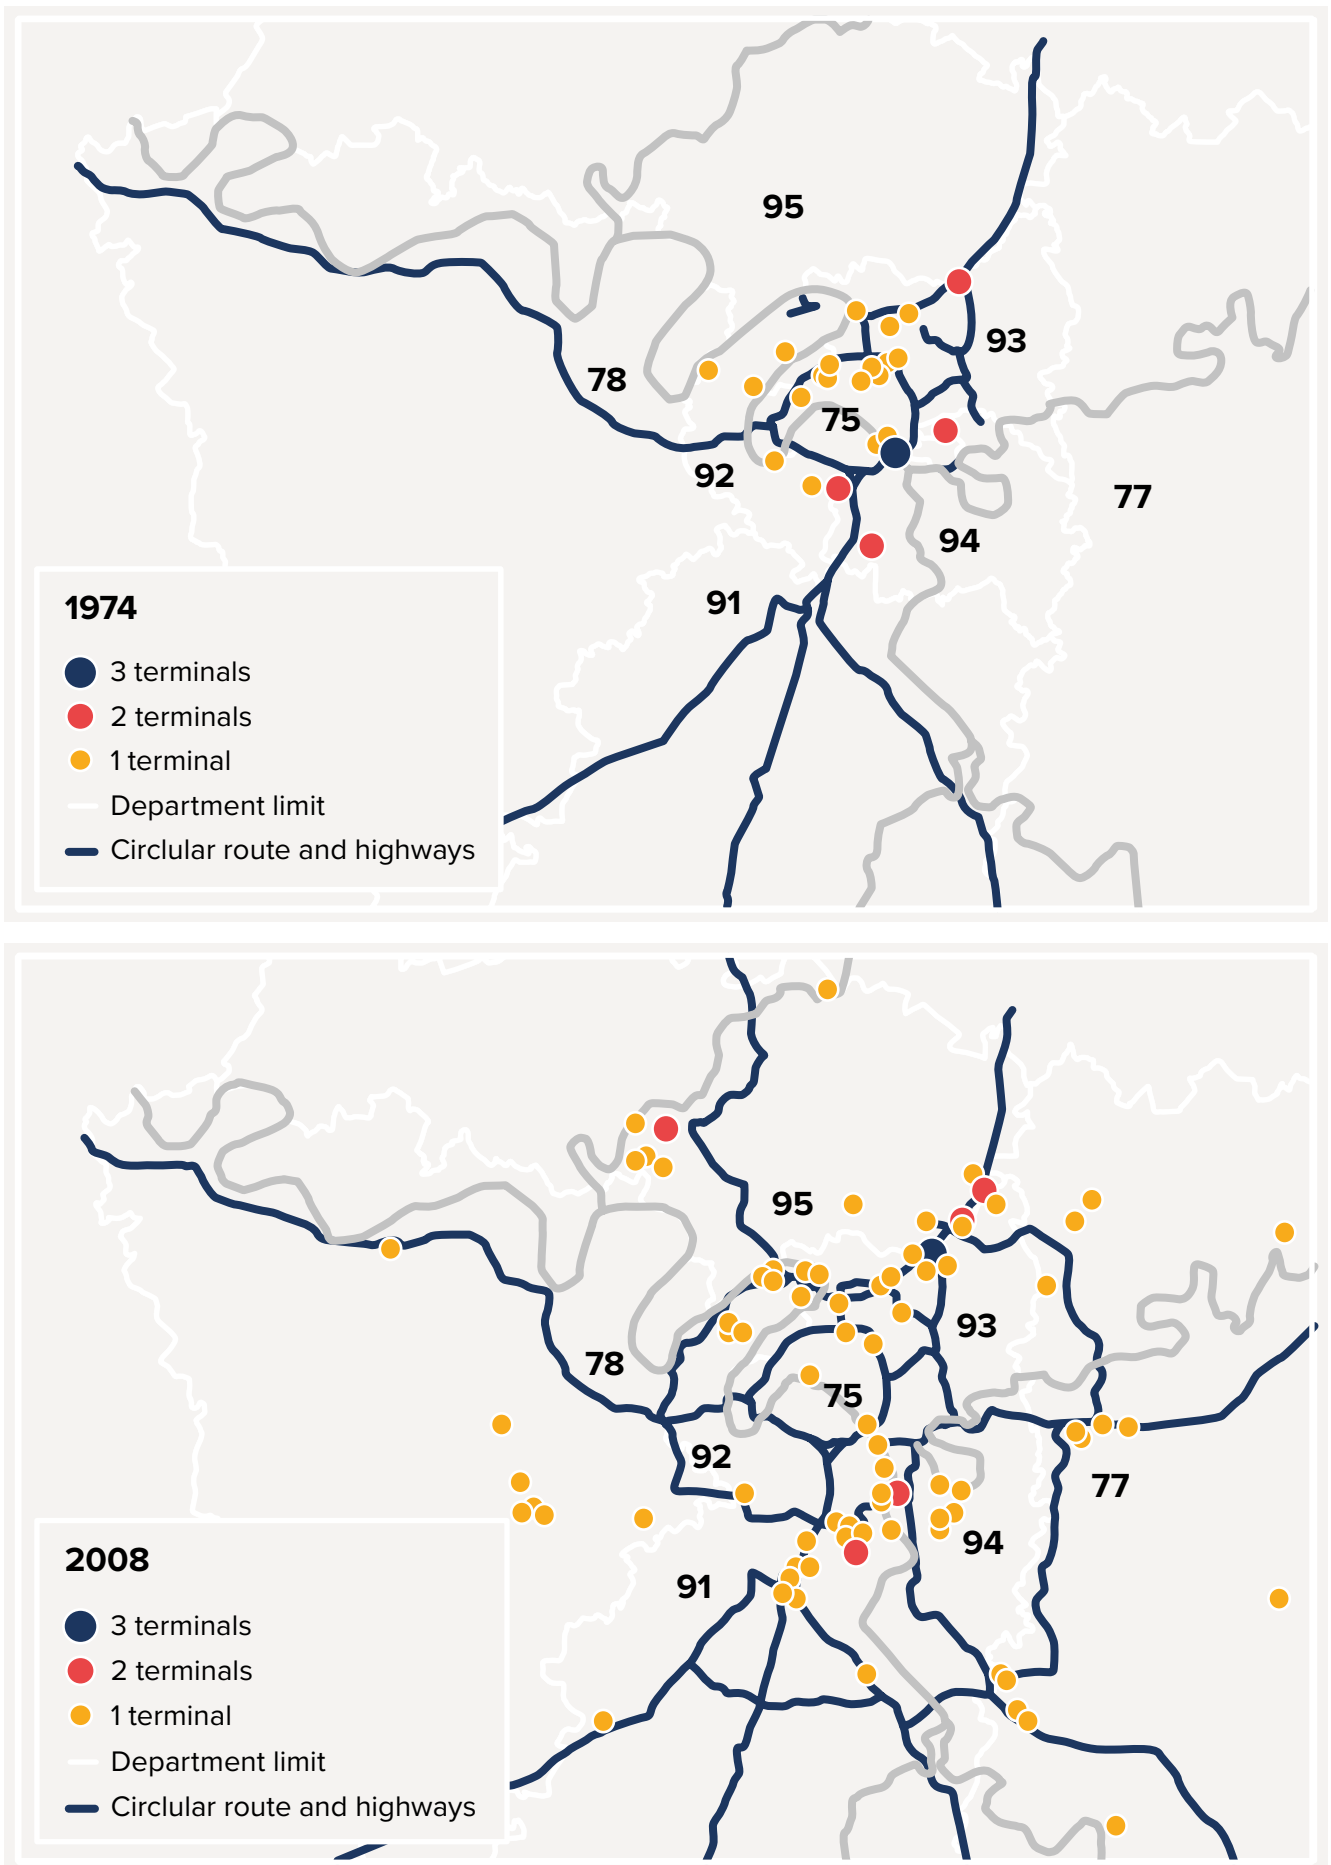 95
93
78
75
92
77
94
91
1974
3 terminals
2 terminals
1 terminal
Department limit
Circlular route and highways
95
93
78
75
92
77
94
91
2008
3 terminals
2 terminals
1 terminal
Department limit
Circlular route and highways